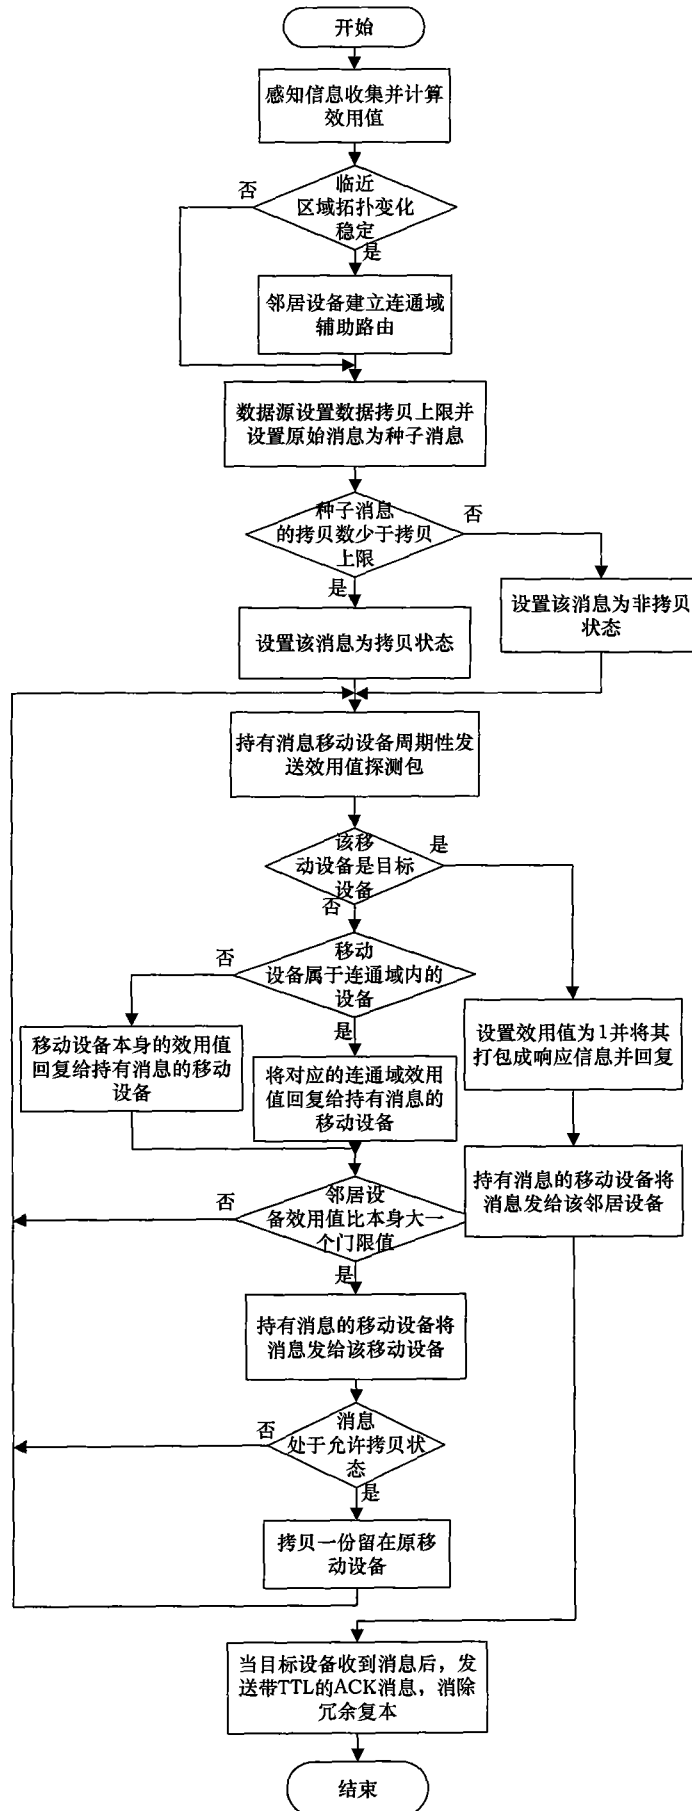 开始
感知信息收集并计算
效用值
临近
区域拓扑变化
稳定
否
是
邻居设备建立连通域
辅助路由
数据源设置数据拷贝上限并
设置原始消息为种子消息
种子消息
的拷贝数少于拷贝
上限
否
是
设置该消息为非拷贝
状态
设置该消息为拷贝状态
持有消息移动设备周期性发
送效用值探测包
该移
动设备是目标
设备
是
否
移动
设备属于连通域内的
设备
否
是
设置效用值为1并将其
打包成响应信息并回复
移动设备本身的效用值
回复给持有消息的移动
设备
将对应的连通域效用
值回复给持有消息的
移动设备
持有消息的移动设备将
消息发给该邻居设备
邻居设
备效用值比本身大一
个门限值
否
是
持有消息的移动设备将
消息发给该移动设备
消息
处于允许拷贝状
态
否
是
拷贝一份留在原移
动设备
当目标设备收到消息后，发
送带TTL的ACK消息，消除
冗余复本
结束